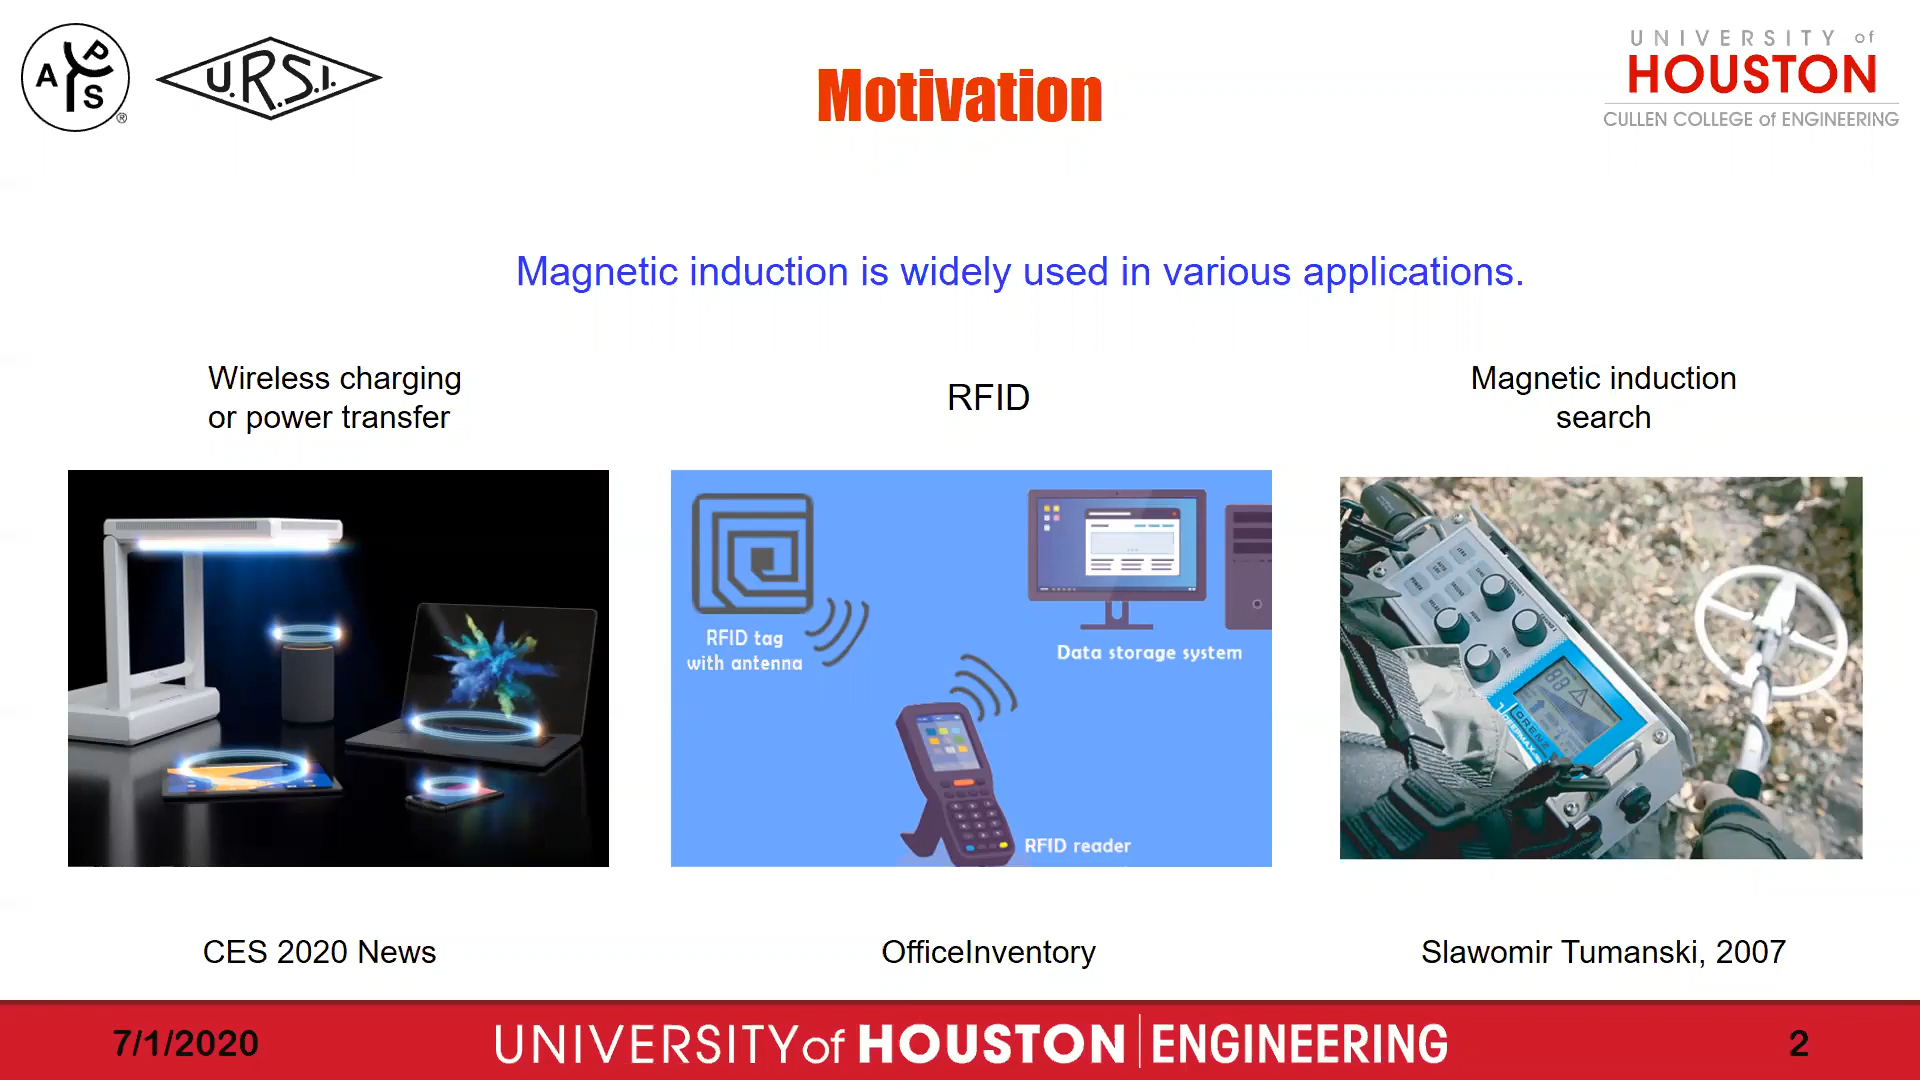 A P S ®
U.R.S.I.
Motivation
UNIVERSITY of
HOUSTON
CULLEN COLLEGE of ENGINEERING
Magnetic induction is widely used in various applications.
Wireless charging
or power transfer
RFID
Magnetic induction
search
RFID tag
with antenna
Data storage system
RFID reader
LORENZ
CES 2020 News
OfficeInventory
Slawomir Tumanski, 2007
7/1/2020
UNIVERSITY of HOUSTON ENGINEERING
2